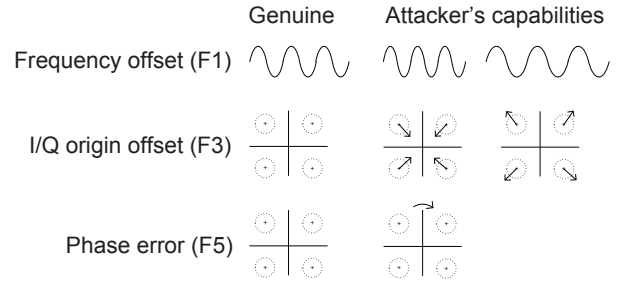 Genuine Attacker's capabilities
Frequency offset (F1)
I/Q origin offset (F3)
Phase error (F5)